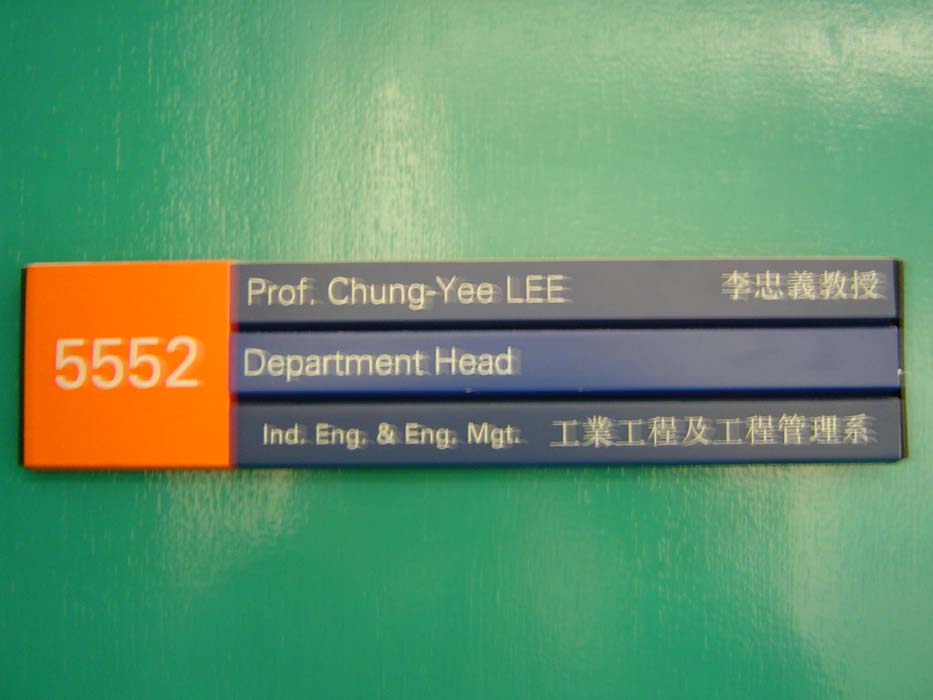 5552
Prof. Chung-Yee LEE 李忠義教授
Department Head
Ind. Eng. & Eng. Mgt. 工業工程及工程管理系